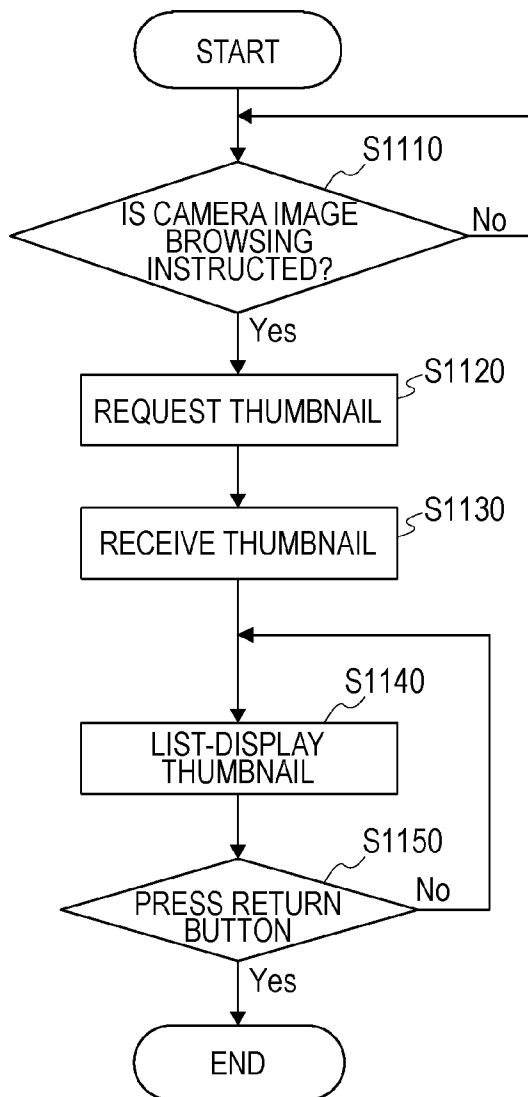 START
S1110
IS CAMERA IMAGE
BROWSING
INSTRUCTED?
No
Yes
S1120
REQUEST THUMBNAIL
S1130
RECEIVE THUMBNAIL
S1140
LIST-DISPLAY
THUMBNAIL
S1150
PRESS RETURN
BUTTON
No
Yes
END